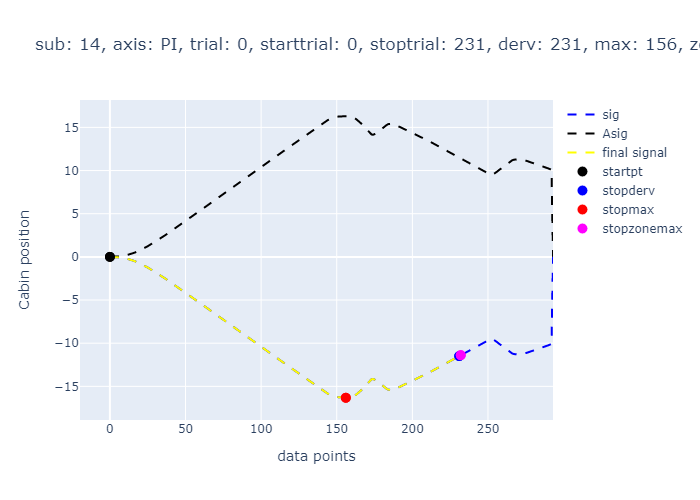 sub: 14, axis: PI, trial: 0, starttrial: 0, stoptrial: 231, derv: 231, max: 156,
sig
Asig
final signal
startpt
stopderv
stopmax
stopzonemax
15
10
5
0
−5
−10
−15
Cabin position
0 50 100 150 200 250
data points